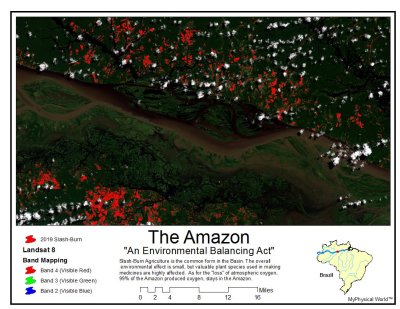 2019 Slash-Burn
Landsat 8
Band Mapping
Band 4 (Visible Red)
Band 3 (Visible Green)
Band 2 (Visible Blue)
The Amazon
"An Environmental Balancing Act"
Slash-Burn Agriculture is the common form in the Basin. The overall
environmental effect is small, but valuable plant species used in making
medicines are highly affected. As for the "loss" of atmospheric oxygen,
99% of the Amazon produced oxygen, stays in the Amazon.
0 2 4 8 12 16 Miles
Brazil
MyPhysical World™